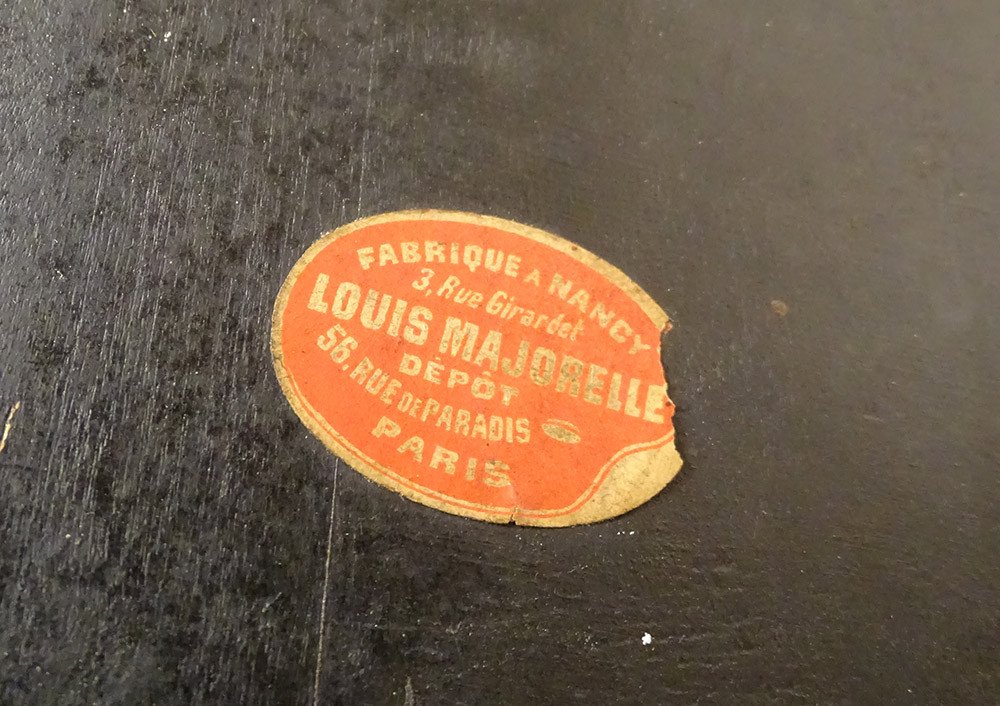 FABRIQUE A NANCY
3, Rue Girardet
LOUIS MAJORELLE
DÉPÔT
56, RUE DE PARADIS
PARIS